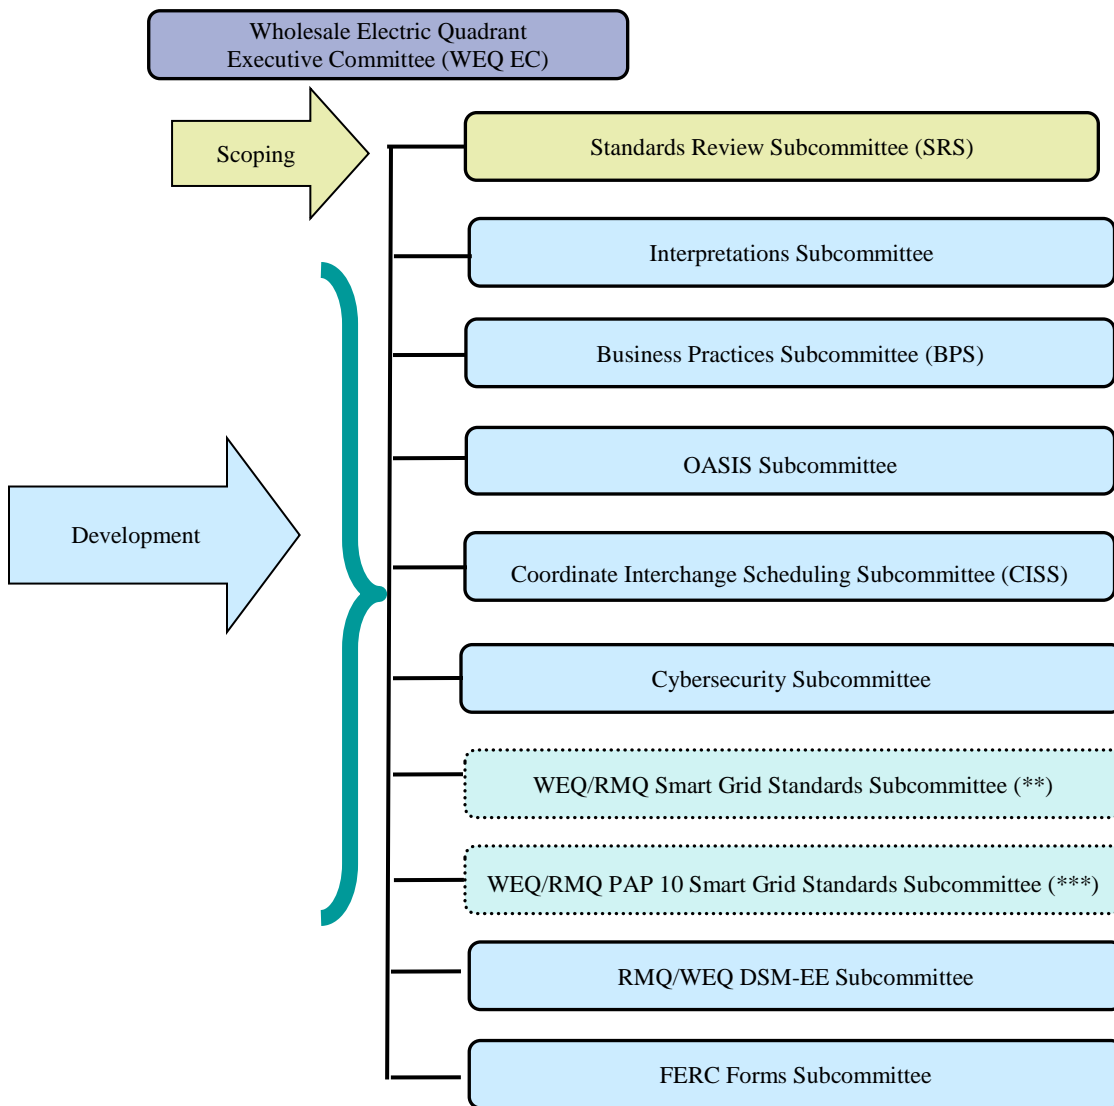 Wholesale Electric Quadrant
Executive Committee (WEQ EC)
Scoping
Standards Review Subcommittee (SRS)
Interpretations Subcommittee
Business Practices Subcommittee (BPS)
OASIS Subcommittee
Development
Coordinate Interchange Scheduling Subcommittee (CISS)
Cybersecurity Subcommittee
WEQ/RMQ Smart Grid Standards Subcommittee (**)
WEQ/RMQ PAP 10 Smart Grid Standards Subcommittee (***)
RMQ/WEQ DSM-EE Subcommittee
FERC Forms Subcommittee